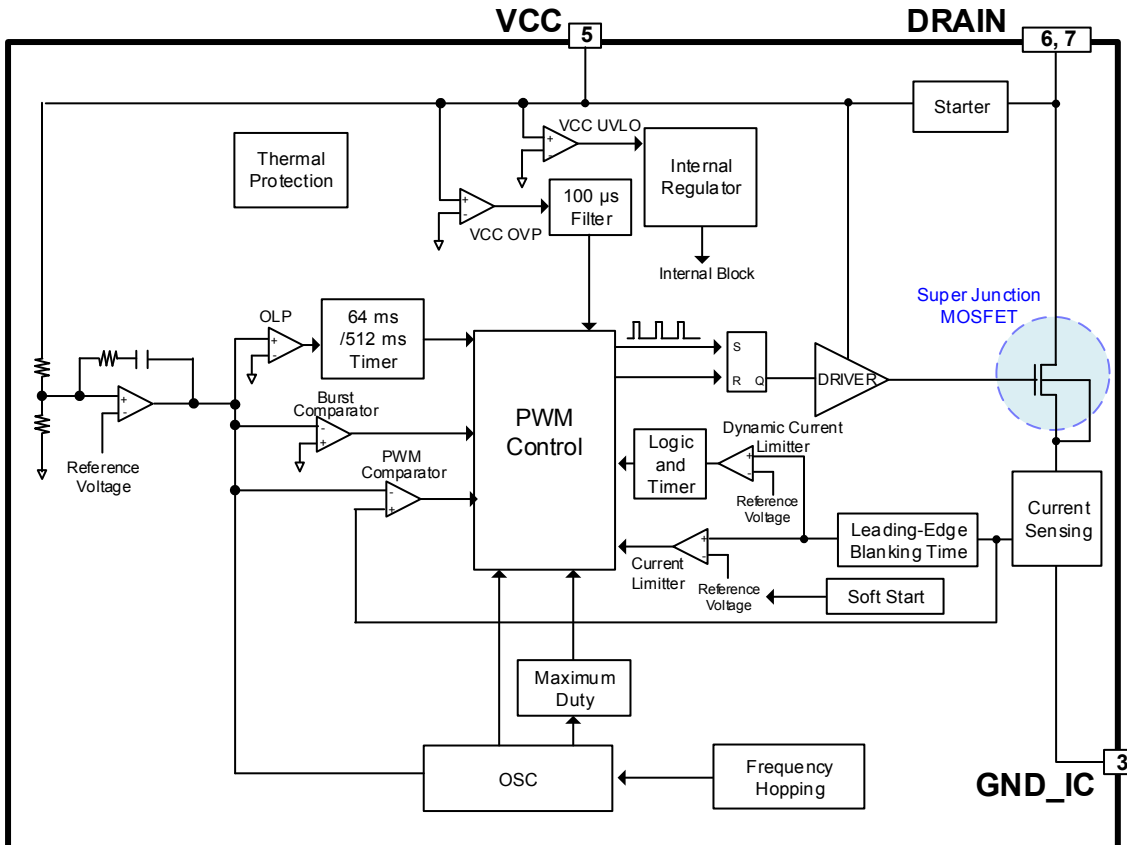 VCC
DRAIN
5
6, 7
Starter
VCC UVLO
+
-
Thermal
Protection
Internal
Regulator
100 µs
Filter
+
-
VCC OVP
Internal Block
Super Junction
MOSFET
OLP
+
-
64 ms
/512 ms
Timer
S
R Q
DRIVER
+
-
Reference
Voltage
Burst
Comparator
-
+
PWM
Control
PWM
Comparator
-
+
Dynamic Current
Limitter
Logic
and
Timer
+
-
Reference
Voltage
Leading-Edge
Blanking Time
Current
Sensing
+
-
Current
Limitter
Reference
Voltage
Soft Start
Maximum
Duty
OSC
Frequency
Hopping
3
GND_IC